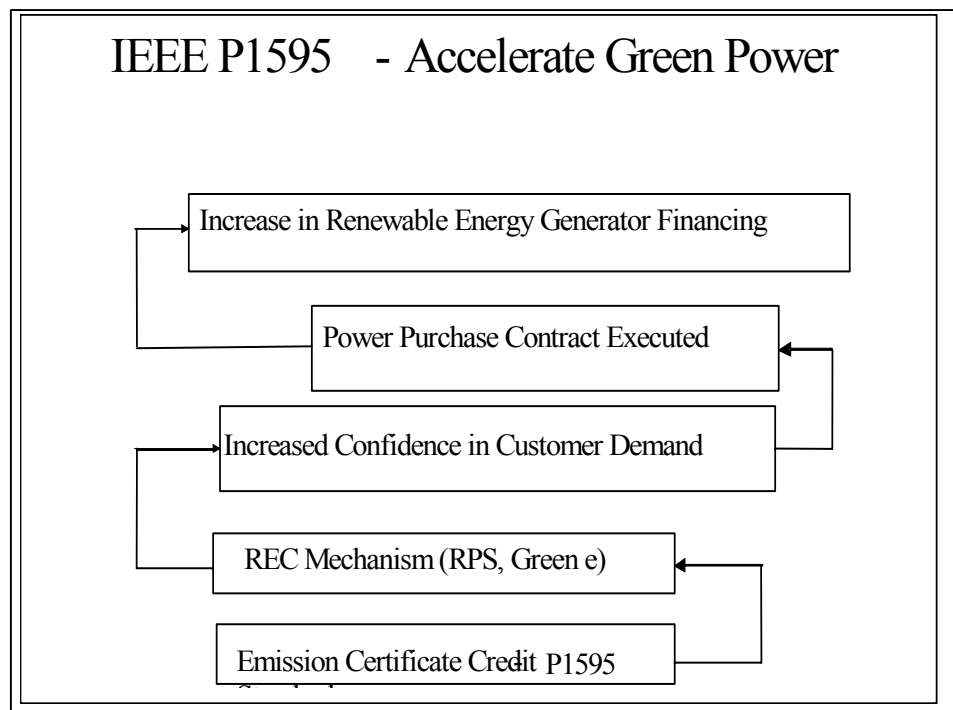 IEEE P1595 - Accelerate Green Power
Increase in Renewable Energy Generator Financing
Power Purchase Contract Executed
Increased Confidence in Customer Demand
REC Mechanism (RPS, Green e)
Emission Certificate Credit - P1595